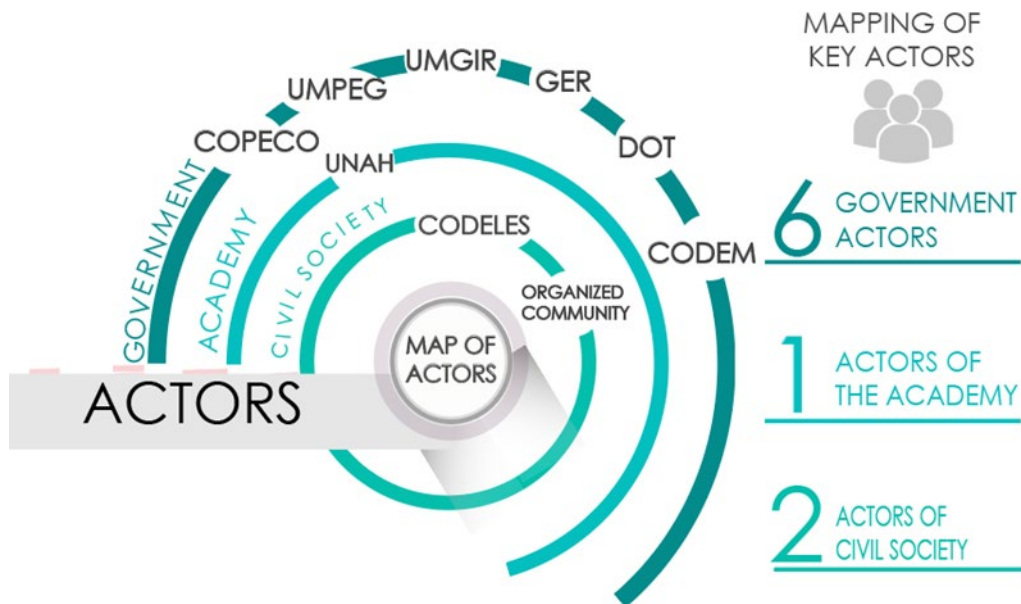 MAPPING OF
KEY ACTORS
UMGIR
UMPEG
GER
COPECO
DOT
UNAH
CODEM
CODELES
ORGANIZED
COMMUNITY
GOVERNMENT
ACADEMY
CIVIL SOCIETY
MAP OF
ACTORS
ACTORS
6 GOVERNMENT
ACTORS
1 ACTORS OF
THE ACADEMY
2 ACTORS OF
CIVIL SOCIETY